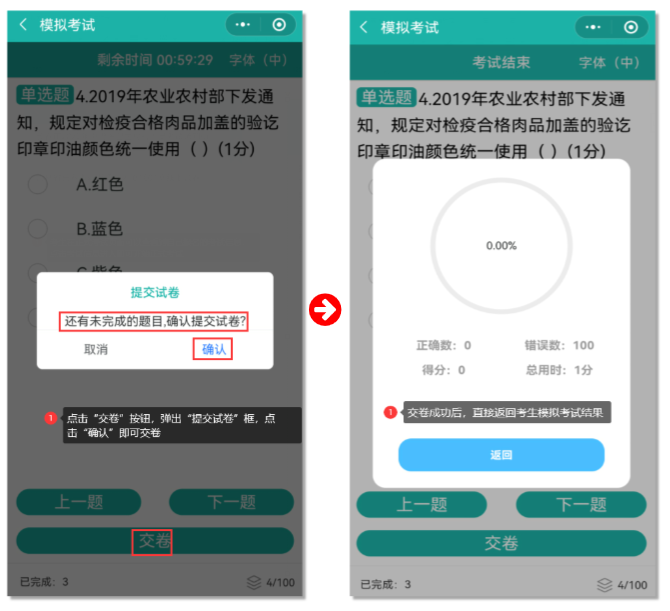 模拟考试
剩余时间 00:59:29 字体（中）
单选题 4.2019年农业农村部下发通
知，规定对检疫合格肉品加盖的验讫
印章印油颜色统一使用（ ）(1分)
A.红色
B.蓝色
提交试卷
还有未完成的题目,确认提交试卷?
取消 确认
1 点击“交卷”按钮，弹出“提交试卷”框，点
击“确认”即可交卷
上一题 下一题
交卷
已完成：3 4/100
模拟考试
考试结束 字体（中）
单选题 4.2019年农业农村部下发通
知，规定对检疫合格肉品加盖的验讫
印章印油颜色统一使用（ ）(1分)
0.00%
正确数：0 错误数：100
得分：0 总用时：1分
1 交卷成功后，直接返回考生模拟考试结果
返回
上一题 下一题
交卷
已完成：3 4/100